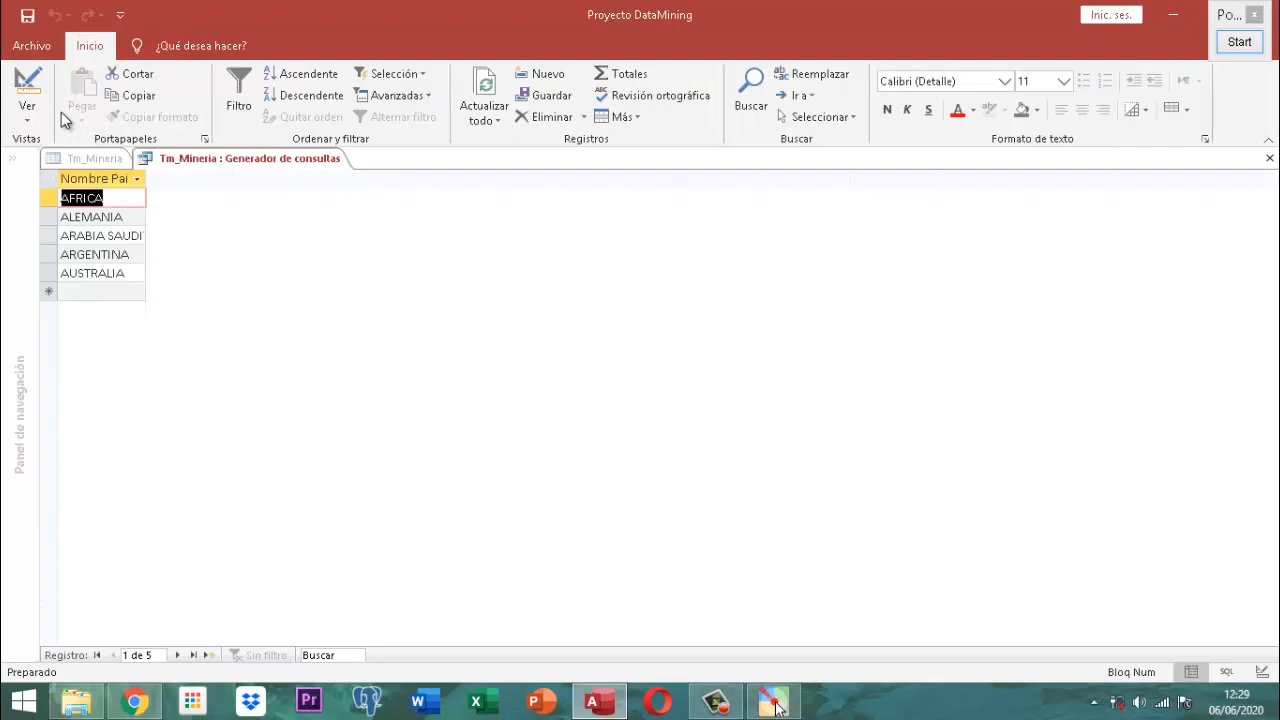 Proyecto DataMining
Inic. ses.
Po...
Start
Archivo
Inicio
¿Qué desea hacer?
Ver
Pegar
Cortar
Copiar
Copiar formato
Filtro
Ascendente
Descendente
Quitar orden
Selección
Avanzadas
Alternar filtro
Actualizar
todo
Nuevo
Guardar
Eliminar
Totales
Revisión ortográfica
Más
Buscar
Reemplazar
Ir a
Seleccionar
Calibri (Detalle)
11
N K S
Vistas
Portapapeles
Ordenar y filtrar
Registros
Buscar
Formato de texto
Tm_Mineria
Tm_Mineria : Generador de consultas
Nombre Pai
AFRICA
ALEMANIA
ARABIA SAUDI
ARGENTINA
AUSTRALIA
Panel de navegación
Registro:
1 de 5
Sin filtro
Buscar
Preparado
Bloq Num
SQL
12:29
06/06/2020